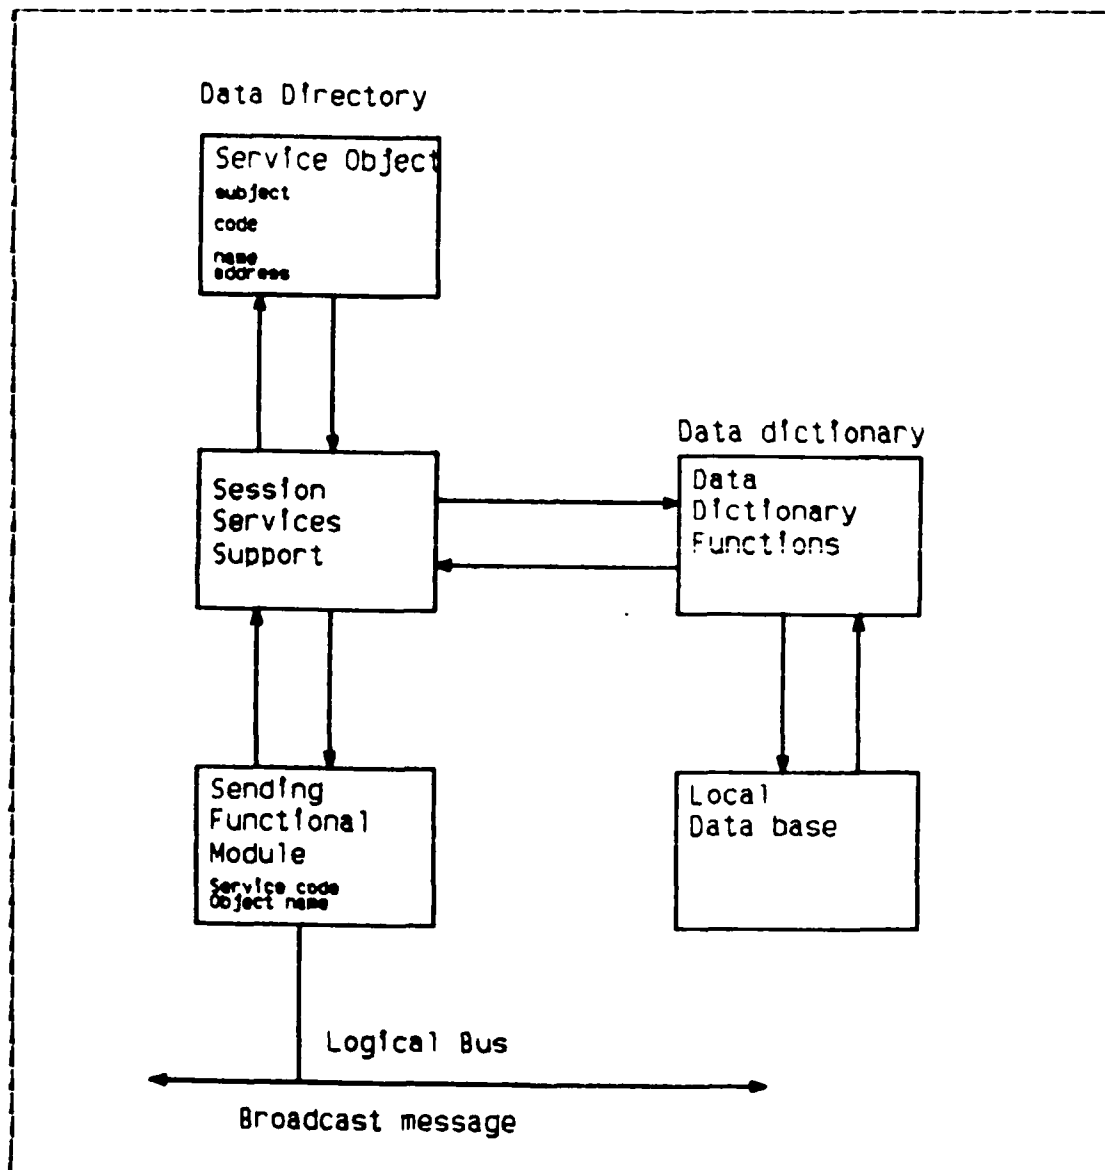 Data Directory
Service Object
subject
code
name
address
Data dictionary
Session
Services
Support
Data
Dictionary
Functions
Sending
Functional
Module
Service code
Object name
Local
Data base
Logical Bus
Broadcast message